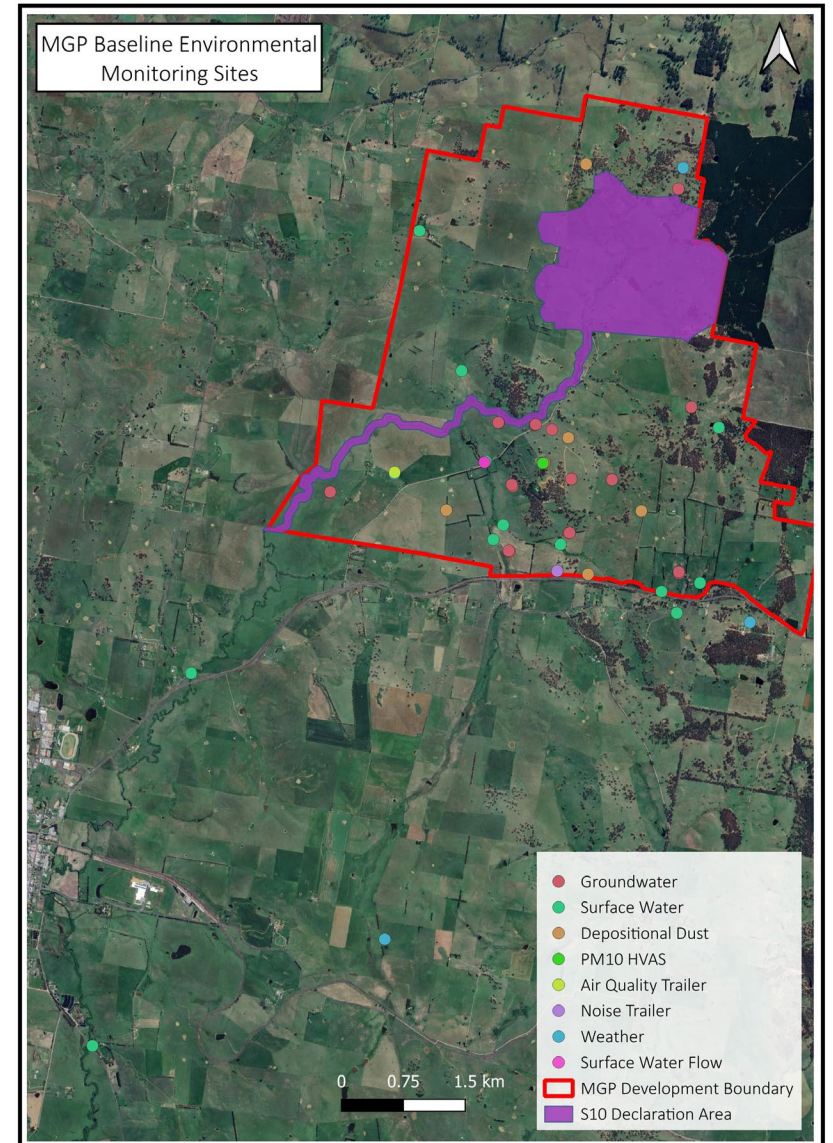 MGP Baseline Environmental
Monitoring Sites
Groundwater
Surface Water
Depositional Dust
PM10 HVAS
Air Quality Trailer
Noise Trailer
Weather
Surface Water Flow
MGP Development Boundary
S10 Declaration Area
0 0.75 1.5 km